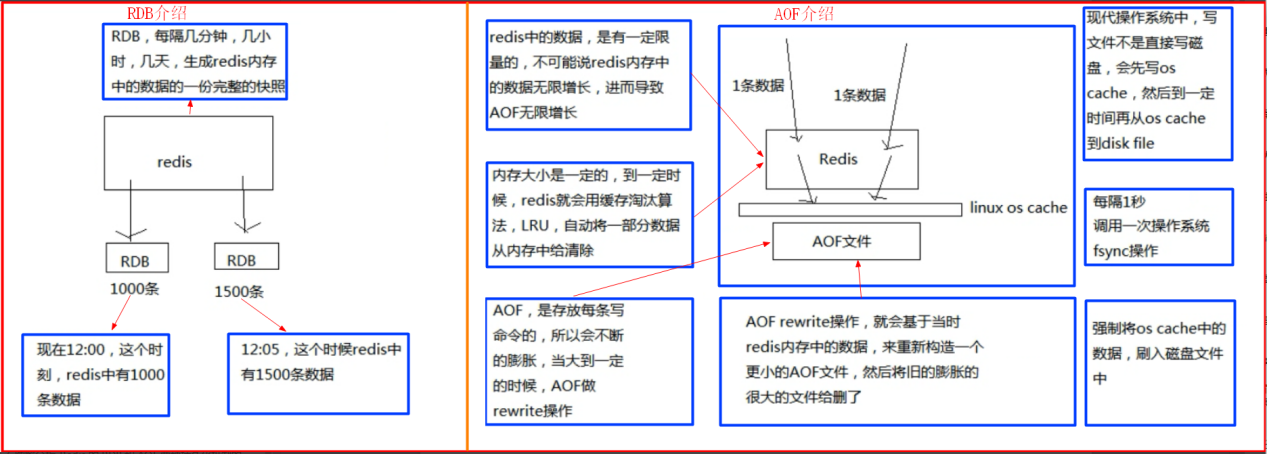 RDB介绍
RDB，每隔几分钟，几小
时，几天，生成redis内存
中的数据的一份完整的快照
redis
RDB
RDB
1000条
1500条
现在12:00，这个时
刻，redis中有1000
条数据
12:05，这个时候redis中
有1500条数据
AOF介绍
redis中的数据，是有一定限
量的，不可能说redis内存中
的数据无限增长，进而导致
AOF无限增长
内存大小是一定的，到一定时
候，redis就会用缓存淘汰算
法，LRU，自动将一部分数据
从内存中给清除
AOF，是存放每条写
命令的，所以会不断
的膨胀，当大到一定
的时候，AOF做
rewrite操作
1条数据
1条数据
Redis
linux os cache
AOF文件
AOF rewrite操作，就会基于当时
redis内存中的数据，来重新构造一个
更小的AOF文件，然后将旧的膨胀的
很大的文件给删了
现代操作系统中，写
文件不是直接写磁
盘，会先写os
cache，然后到一定
时间再从os cache
到disk file
每隔1秒
调用一次操作系统
fsync操作
强制将os cache中的
数据，刷入磁盘文件
中